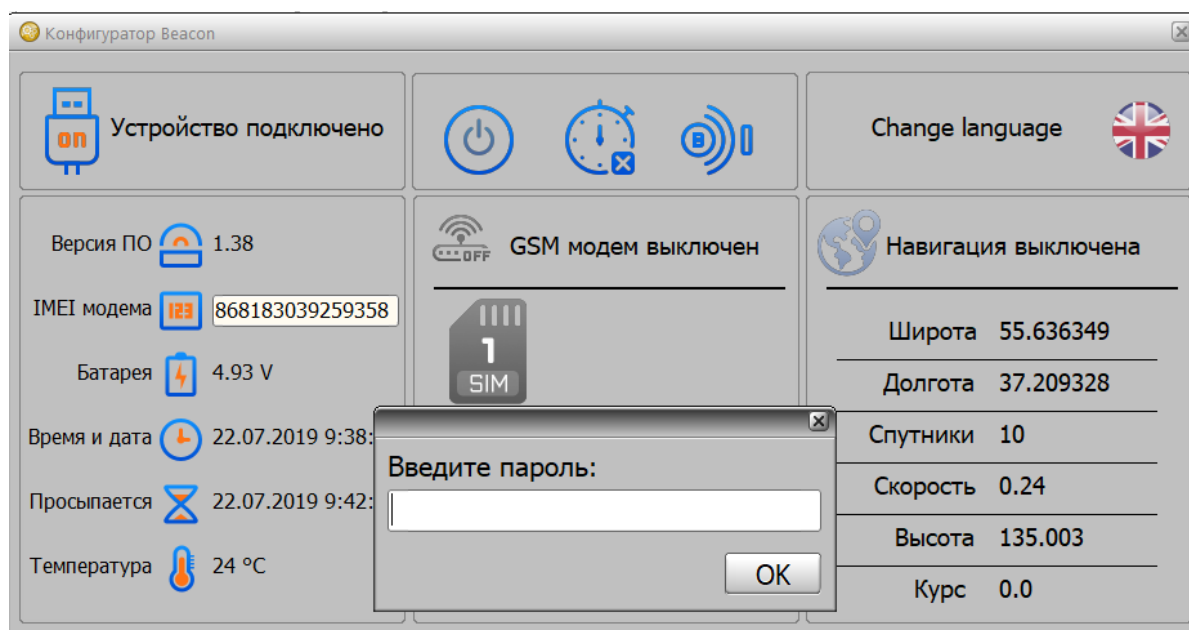 Конфигуратор Beacon
on
Устройство подключено
B
Change language
Версия ПО 1.38
IMEI модема 123 868183039259358
Батарея 4.93 V
Время и дата 22.07.2019 9:38:
Просыпается 22.07.2019 9:42:
Температура 24 °C
OFF
GSM модем выключен
1
SIM
Введите пароль:
OK
Навигация выключена
Широта 55.636349
Долгота 37.209328
Спутники 10
Скорость 0.24
Высота 135.003
Курс 0.0